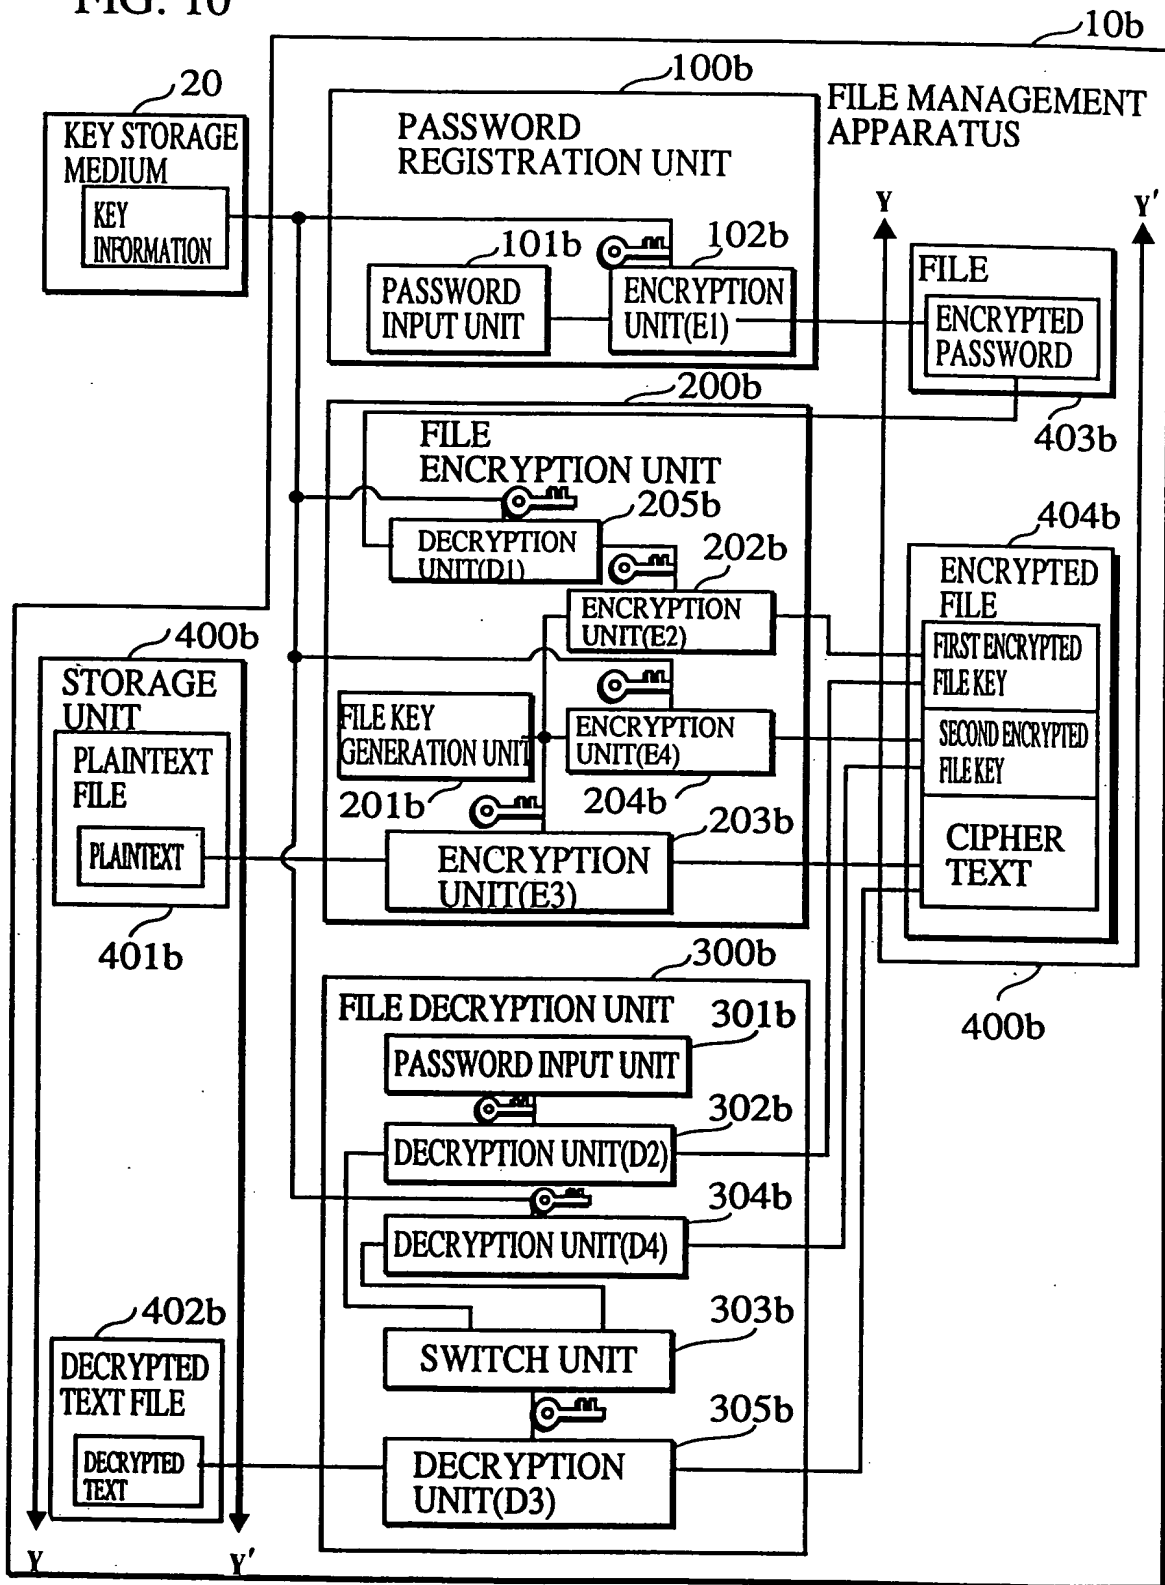 FIG. 10
10b
20
100b
KEY STORAGE
MEDIUM
KEY
INFORMATION
PASSWORD
REGISTRATION UNIT
FILE MANAGEMENT
APPARATUS
Y
Y'
101b
102b
PASSWORD
INPUT UNIT
ENCRYPTION
UNIT(E1)
FILE
ENCRYPTED
PASSWORD
403b
200b
FILE
ENCRYPTION UNIT
205b
DECRYPTION
UNIT(D1)
202b
ENCRYPTION
UNIT(E2)
404b
ENCRYPTED
FILE
FIRST ENCRYPTED
FILE KEY
SECOND ENCRYPTED
FILE KEY
CIPHER
TEXT
400b
STORAGE
UNIT
PLAINTEXT
FILE
PLAINTEXT
401b
FILE KEY
GENERATION UNIT
201b
ENCRYPTION
UNIT(E4)
204b
203b
ENCRYPTION
UNIT(E3)
400b
300b
FILE DECRYPTION UNIT
301b
PASSWORD INPUT UNIT
302b
DECRYPTION UNIT(D2)
304b
DECRYPTION UNIT(D4)
303b
SWITCH UNIT
305b
DECRYPTION
UNIT(D3)
402b
DECRYPTED
TEXT FILE
DECRYPTED
TEXT
Y
Y'